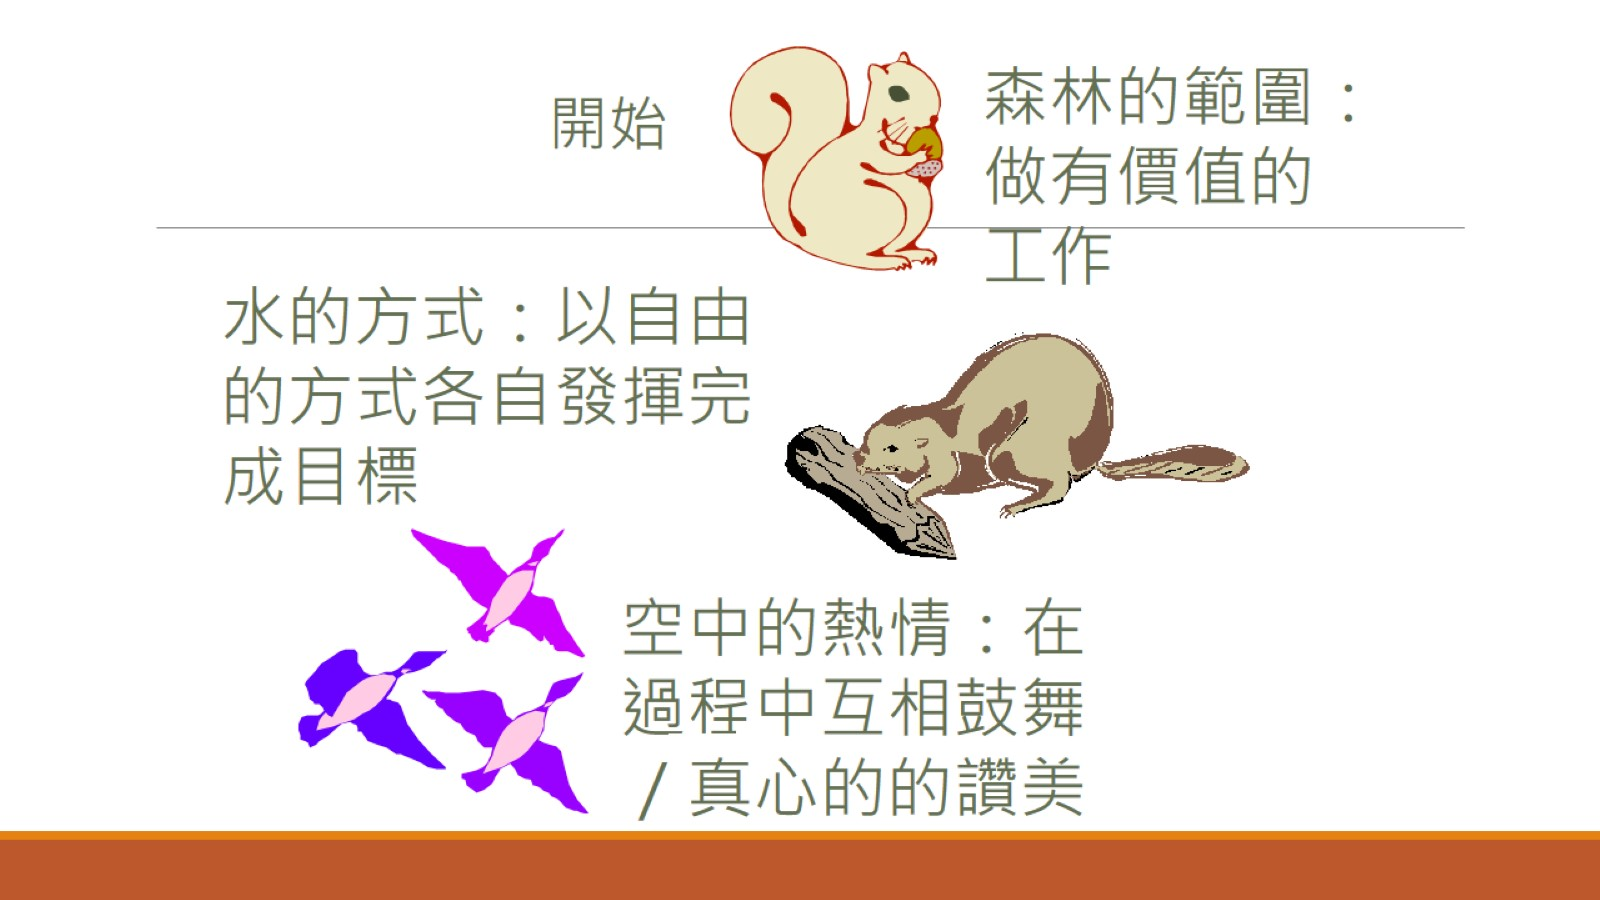 開始
森林的範圍：
做有價值的
工作
水的方式：以自由
的方式各自發揮完
成目標
空中的熱情：在
過程中互相鼓舞
/ 真心的的讚美